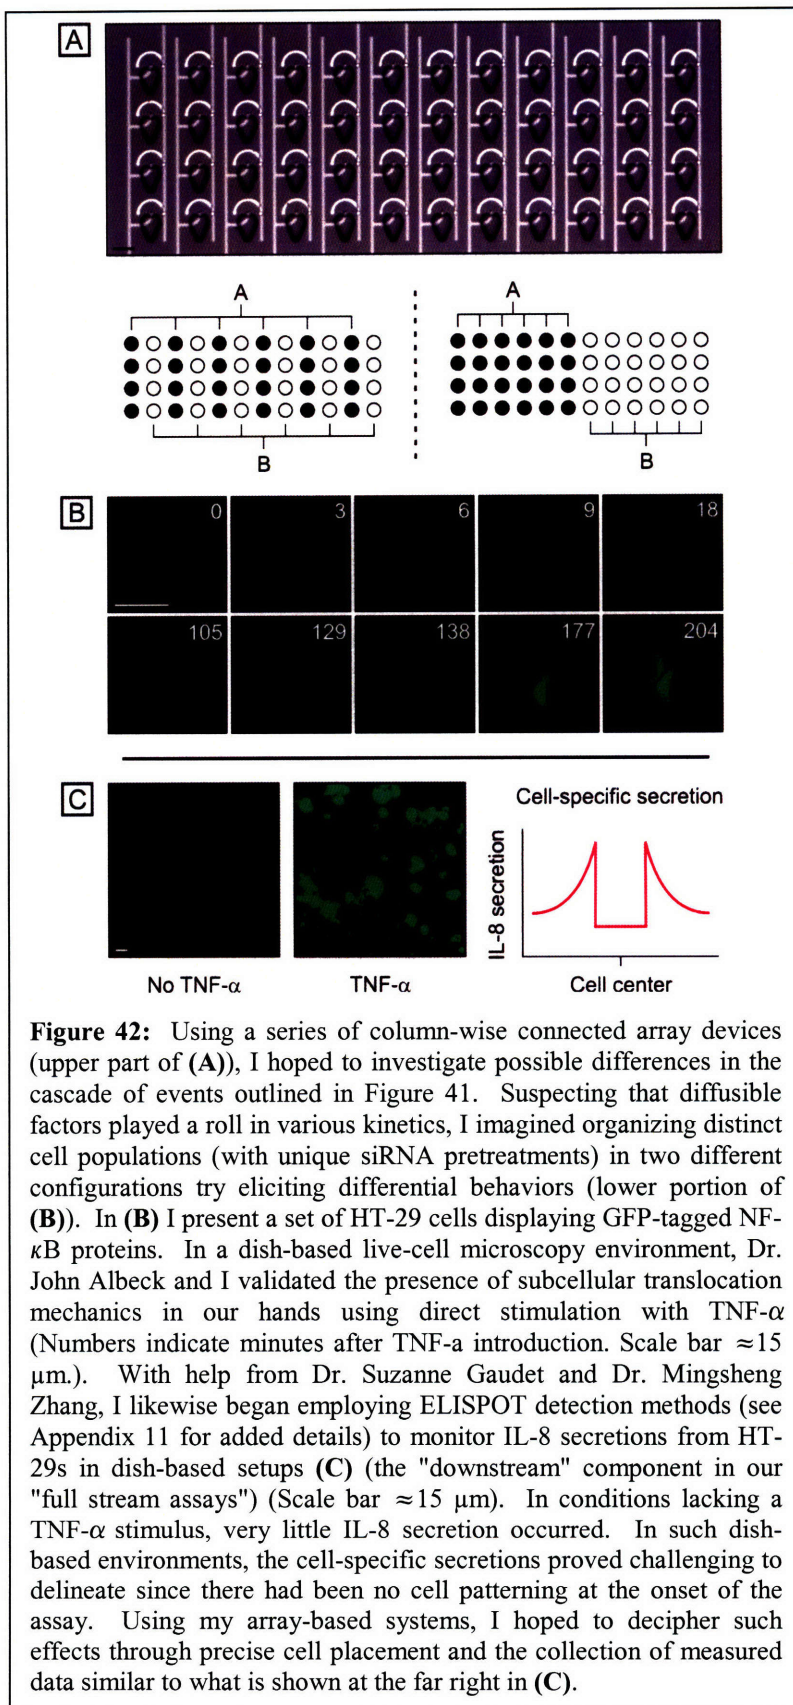 A
A
A
B
B
B
0 3 6 9 18
105 129 138 177 204
C
Cell-specific secretion
IL-8 secretion
No TNF-α
TNF-α
Cell center
Figure 42: Using a series of column-wise connected array devices
(upper part of (A)), I hoped to investigate possible differences in the
cascade of events outlined in Figure 41. Suspecting that diffusible
factors played a roll in various kinetics, I imagined organizing distinct
cell populations (with unique siRNA pretreatments) in two different
configurations try eliciting differential behaviors (lower portion of
(B)). In (B) I present a set of HT-29 cells displaying GFP-tagged NF-
κB proteins. In a dish-based live-cell microscopy environment, Dr.
John Albeck and I validated the presence of subcellular translocation
mechanics in our hands using direct stimulation with TNF-α
(Numbers indicate minutes after TNF-a introduction. Scale bar ≈15
µm.). With help from Dr. Suzanne Gaudet and Dr. Mingsheng
Zhang, I likewise began employing ELISPOT detection methods (see
Appendix 11 for added details) to monitor IL-8 secretions from HT-
29s in dish-based setups (C) (the "downstream" component in our
"full stream assays") (Scale bar ≈15 µm). In conditions lacking a
TNF-α stimulus, very little IL-8 secretion occurred. In such dish-
based environments, the cell-specific secretions proved challenging to
delineate since there had been no cell patterning at the onset of the
assay. Using my array-based systems, I hoped to decipher such
effects through precise cell placement and the collection of measured
data similar to what is shown at the far right in (C).